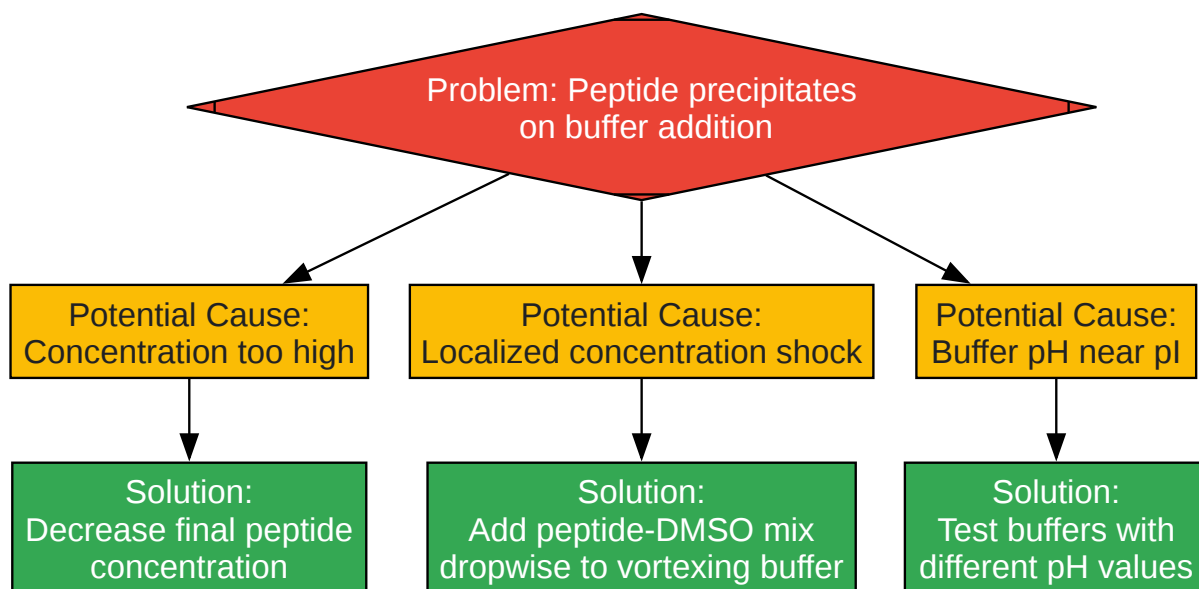 Problem: Peptide precipitates
on buffer addition
Potential Cause:
Concentration too high
Potential Cause:
Localized concentration shock
Potential Cause:
Buffer pH near pI
Solution:
Decrease final peptide
concentration
Solution:
Add peptide-DMSO mix
dropwise to vortexing buffer
Solution:
Test buffers with
different pH values